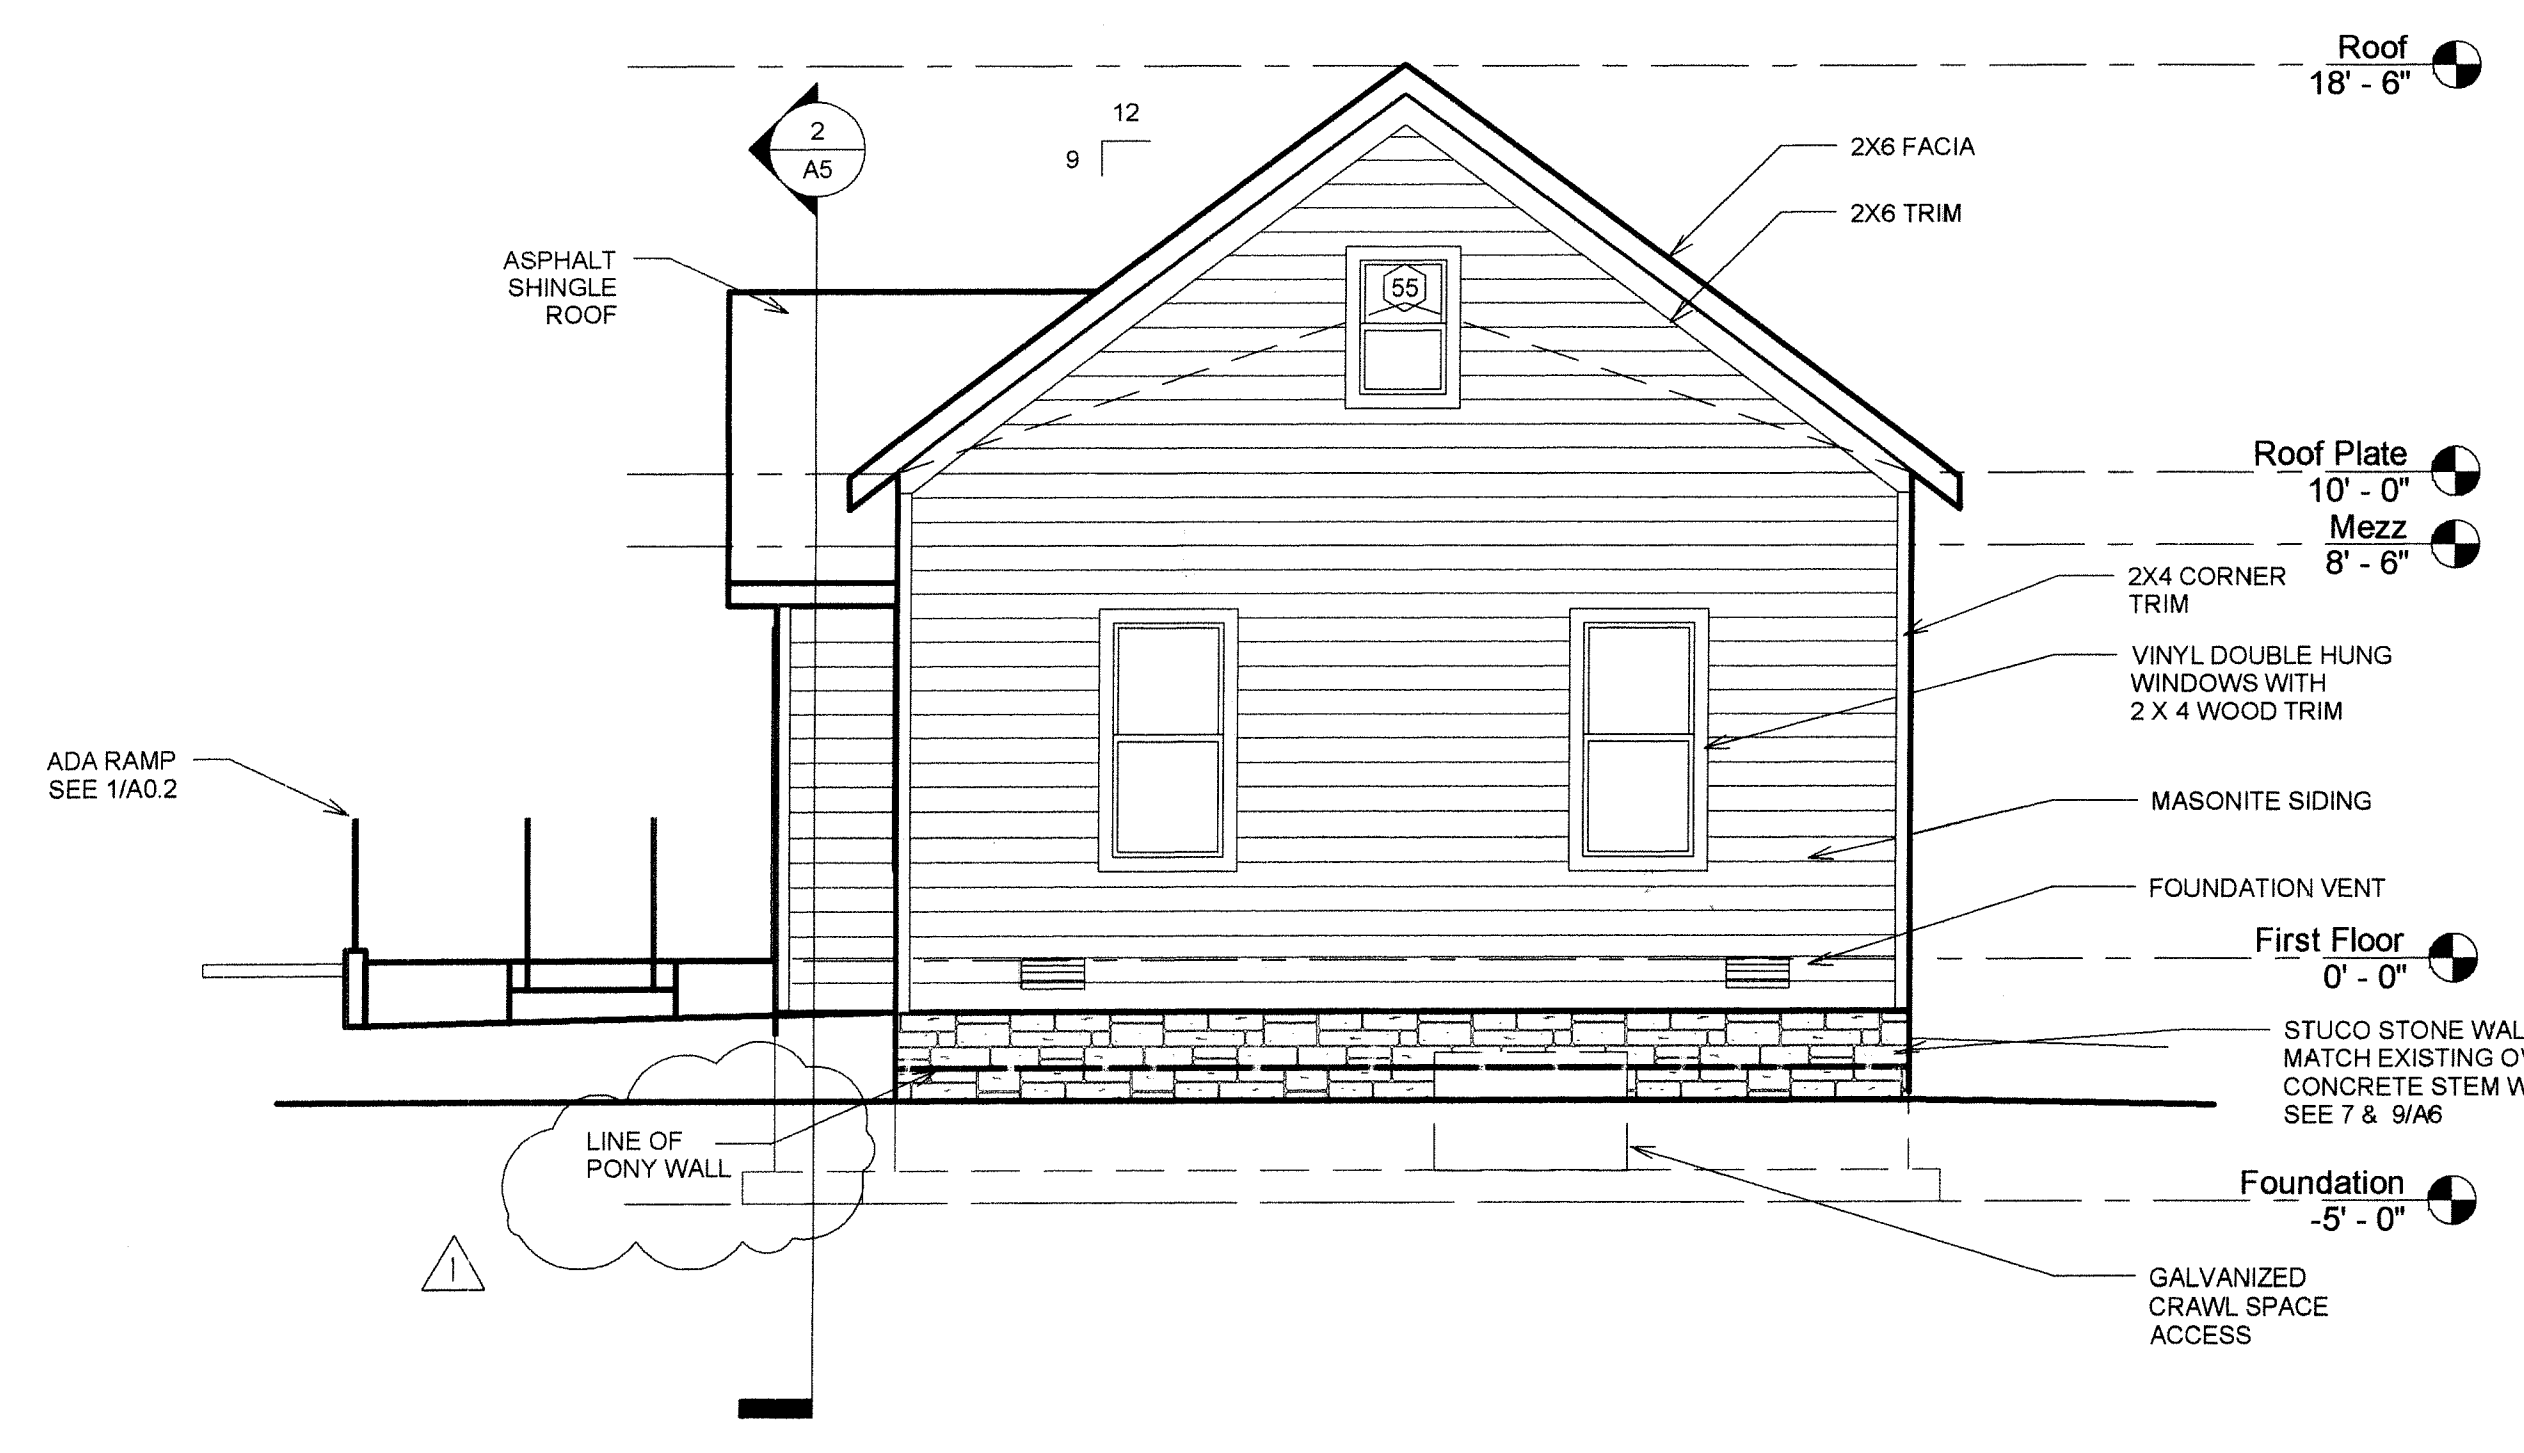 Roof
18' - 6"
12
9
2
A5
2X6 FACIA
2X6 TRIM
ASPHALT
SHINGLE
ROOF
55
Roof Plate
10' - 0"
Mezz
8' - 6"
2X4 CORNER
TRIM
VINYL DOUBLE HUNG
WINDOWS WITH
2 X 4 WOOD TRIM
ADA RAMP
SEE 1/A0.2
MASONITE SIDING
FOUNDATION VENT
First Floor
0' - 0"
STUCO STONE WAL
MATCH EXISTING O
CONCRETE STEM W
SEE 7 & 9/A6
LINE OF
PONY WALL
Foundation
-5' - 0"
1
GALVANIZED
CRAWL SPACE
ACCESS